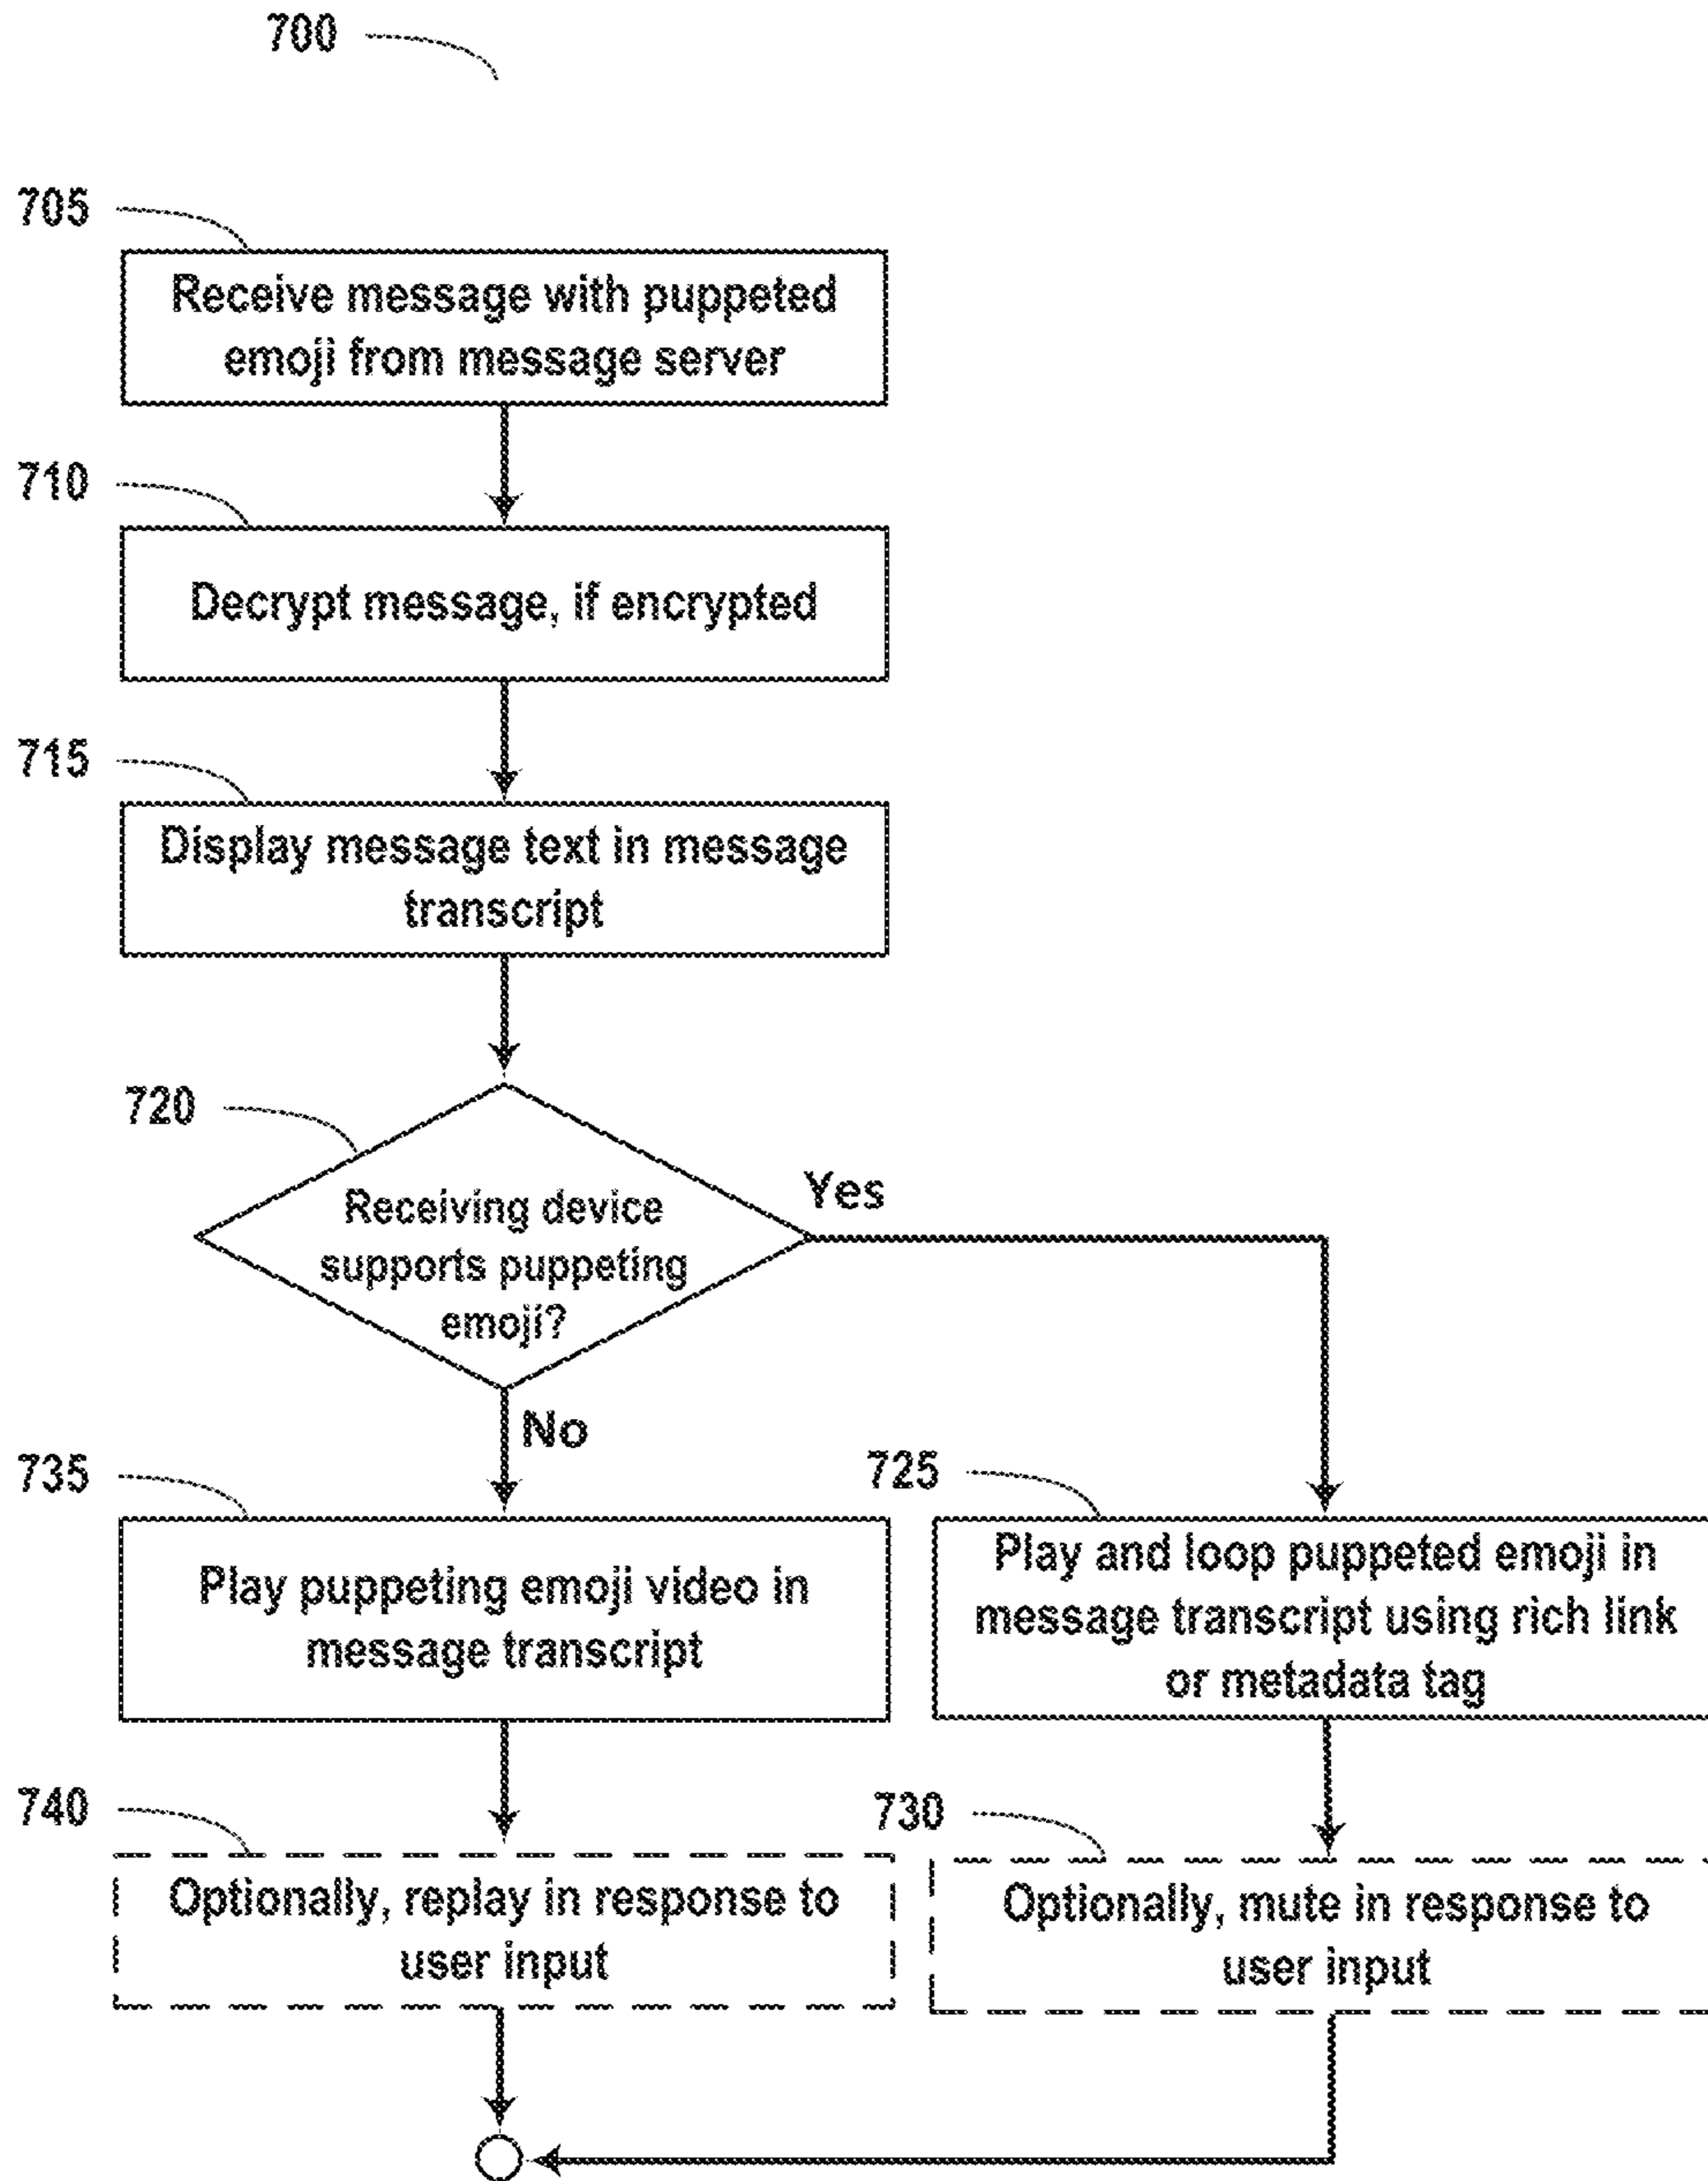 700
705
Receive message with puppeted
emoji from message server
710
Decrypt message, if encrypted
715
Display message text in message
transcript
720
Receiving device
supports puppeting
emoji?
Yes
No
735
Play puppeting emoji video in
message transcript
725
Play and loop puppeted emoji in
message transcript using rich link
or metadata tag
740
Optionally, replay in response to
user input
730
Optionally, mute in response to
user input